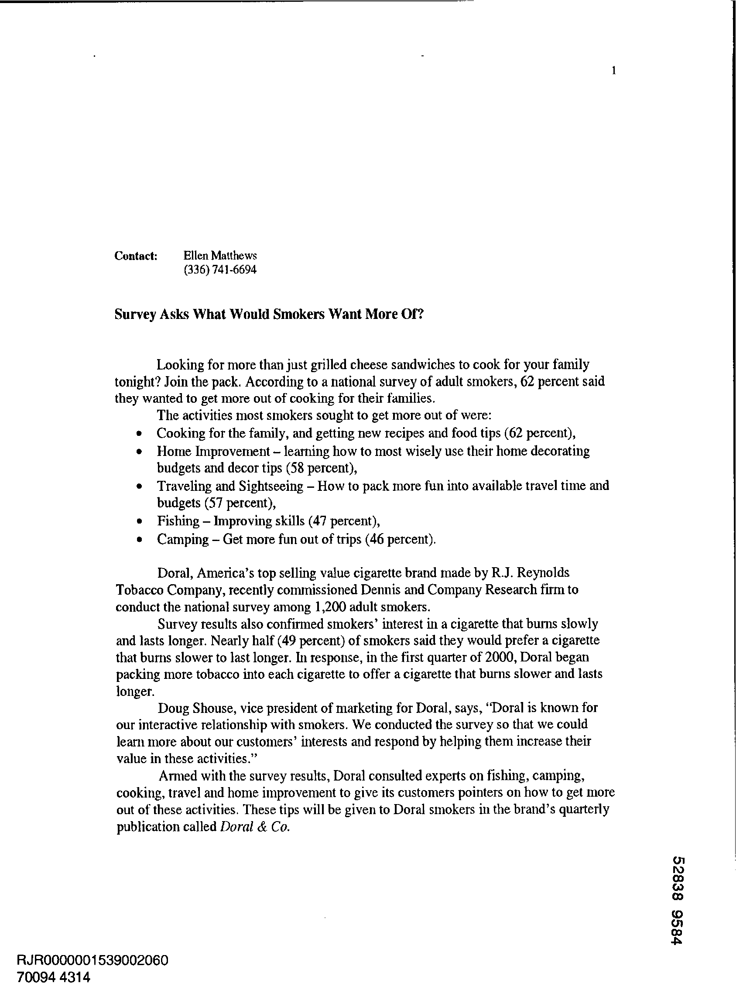 1
Contact: Ellen Matthews
(336) 741-6694
Survey Asks What Would Smokers Want More Of?
Looking for more than just grilled cheese sandwiches to cook for your family
tonight? Join the pack. According to a national survey of adult smokers, 62 percent said
they wanted to get more out of cooking for their families.
The activities most smokers sought to get more out of were:
• Cooking for the family, and getting new recipes and food tips (62 percent),
• Home Improvement – learning how to most wisely use their home decorating
budgets and decor tips (58 percent),
• Traveling and Sightseeing – How to pack more fun into available travel time and
budgets (57 percent),
• Fishing – Improving skills (47 percent),
• Camping – Get more fun out of trips (46 percent).
Doral, America's top selling value cigarette brand made by R.J. Reynolds
Tobacco Company, recently commissioned Dennis and Company Research firm to
conduct the national survey among 1,200 adult smokers.
Survey results also confirmed smokers' interest in a cigarette that burns slowly
and lasts longer. Nearly half (49 percent) of smokers said they would prefer a cigarette
that burns slower to last longer. In response, in the first quarter of 2000, Doral began
packing more tobacco into each cigarette to offer a cigarette that burns slower and lasts
longer.
Doug Shouse, vice president of marketing for Doral, says, "Doral is known for
our interactive relationship with smokers. We conducted the survey so that we could
learn more about our customers' interests and respond by helping them increase their
value in these activities."
Armed with the survey results, Doral consulted experts on fishing, camping,
cooking, travel and home improvement to give its customers pointers on how to get more
out of these activities. These tips will be given to Doral smokers in the brand's quarterly
publication called Doral & Co.
52838 9584
RJR0000001539002060
70094 4314